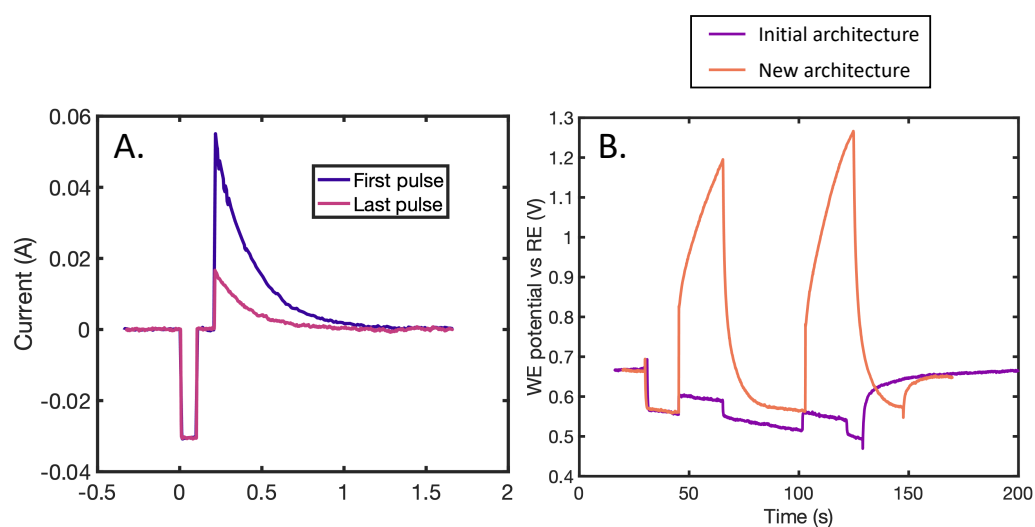 Initial architecture
New architecture
A.
First pulse
Last pulse
Current (A)
0.06
0.04
0.02
0
-0.02
-0.04
-0.5 0 0.5 1 1.5 2
B.
WE potential vs RE (V)
1.3
1.2
1.1
1
0.9
0.8
0.7
0.6
0.5
0.4
0 50 100 150 200
Time (s)